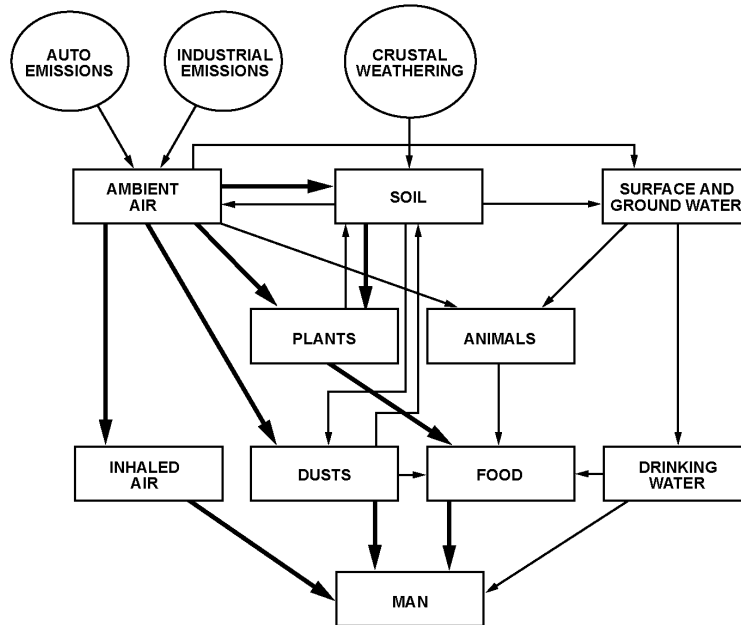 AUTO
EMISSIONS
INDUSTRIAL
EMISSIONS
CRUSTAL
WEATHERING
AMBIENT
AIR
SOIL
SURFACE AND
GROUND WATER
PLANTS
ANIMALS
INHALED
AIR
DUSTS
FOOD
DRINKING
WATER
MAN